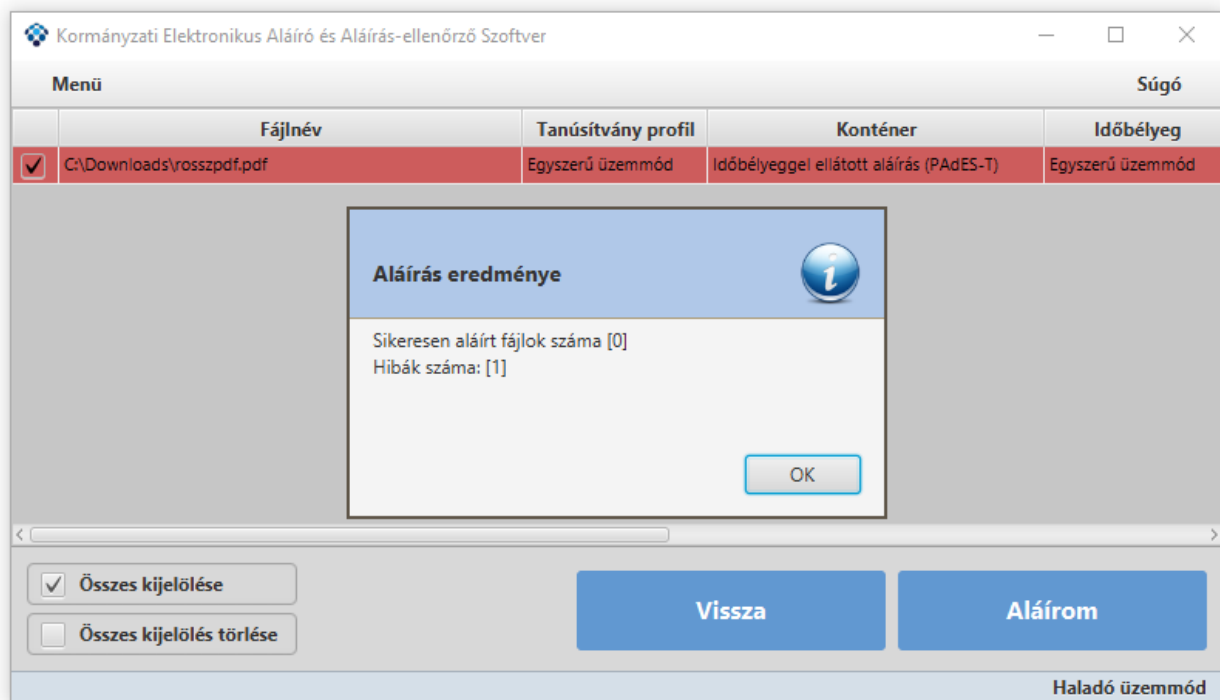 Kormányzati Elektronikus Aláíró és Aláírás-ellenőrző Szoftver
Menü Súgó
Fájlnév Tanúsítvány profil Konténer Időbélyeg
C:\Downloads\rosszpdf.pdf Egyszerű üzemmód Időbélyeggel ellátott aláírás (PAdES-T) Egyszerű üzemmód
Aláírás eredménye
Sikeresen aláírt fájlok száma [0]
Hibák száma: [1]
OK
Összes kijelölése
Összes kijelölés törlése
Vissza
Aláírom
Haladó üzemmód